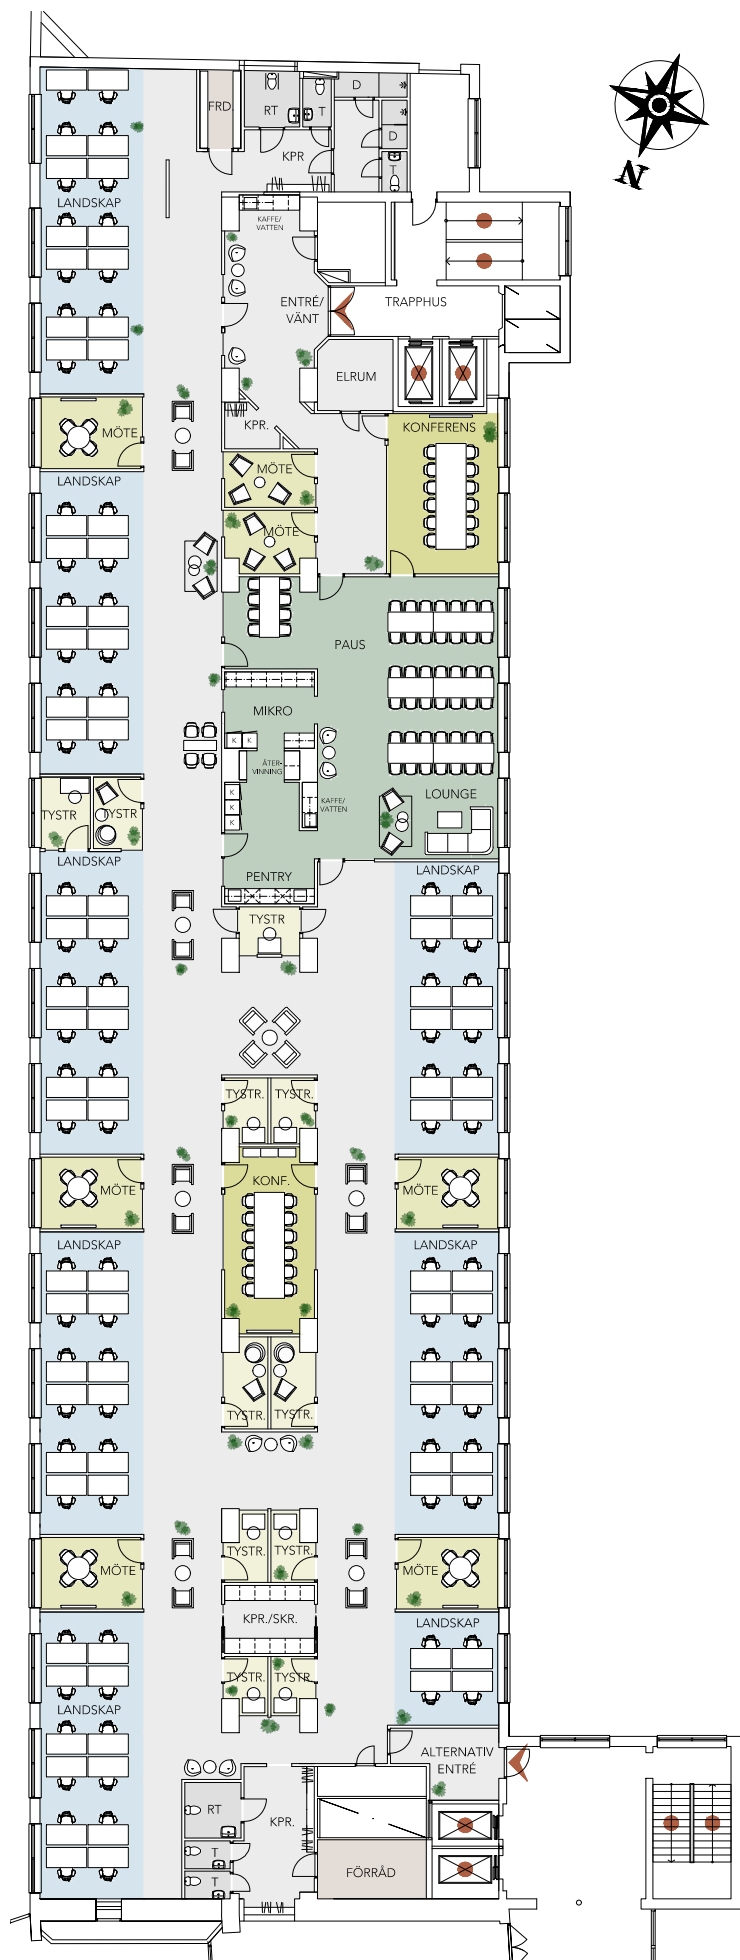 D
FRD.
RT
T
D
KPR
T
LANDSKAP
KAFFE/
VATTEN
N
ENTRÉ/
VÄNT
TRAPPHUS
ELRUM
MÖTE
KPR.
KONFERENS
MÖTE
LANDSKAP
MÖTE
PAUS
MIKRO
K
K
ÅTER-
VINNING
K
K
K
KAFFE/
VATTEN
LOUNGE
TYSTR
TYSTR
LANDSKAP
PENTRY
LANDSKAP
TYSTR
TYSTR.
TYSTR.
MÖTE
KONF.
MÖTE
LANDSKAP
LANDSKAP
TYSTR.
TYSTR.
TYSTR.
TYSTR.
MÖTE
MÖTE
KPR./SKR.
LANDSKAP
TYSTR.
TYSTR.
LANDSKAP
ALTERNATIV
ENTRÉ
RT
KPR.
T
FÖRRÅD
T